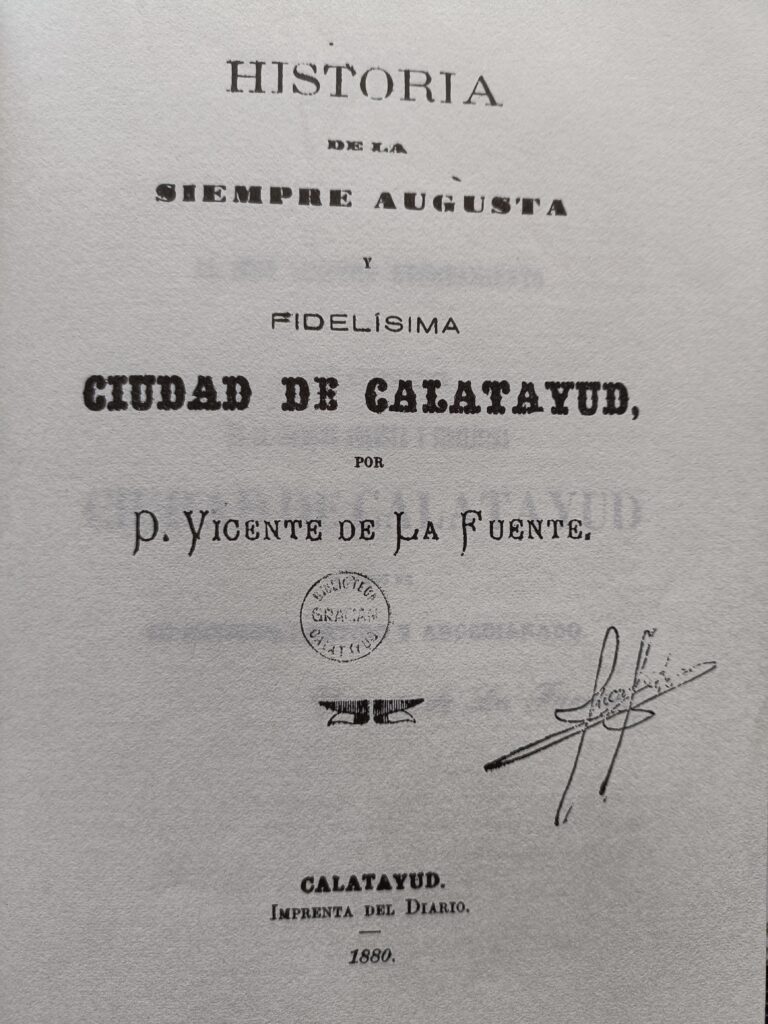 HISTORIA
DE LA
SIEMPRE AUGUSTA
Y
FIDELÍSIMA
CIUDAD DE CALATAYUD,
POR
D. VICENTE DE LA FUENTE.
BIBLIOTECA
GRACIAN
CALATAYUD
CALATAYUD.
IMPRENTA DEL DIARIO.
1880.